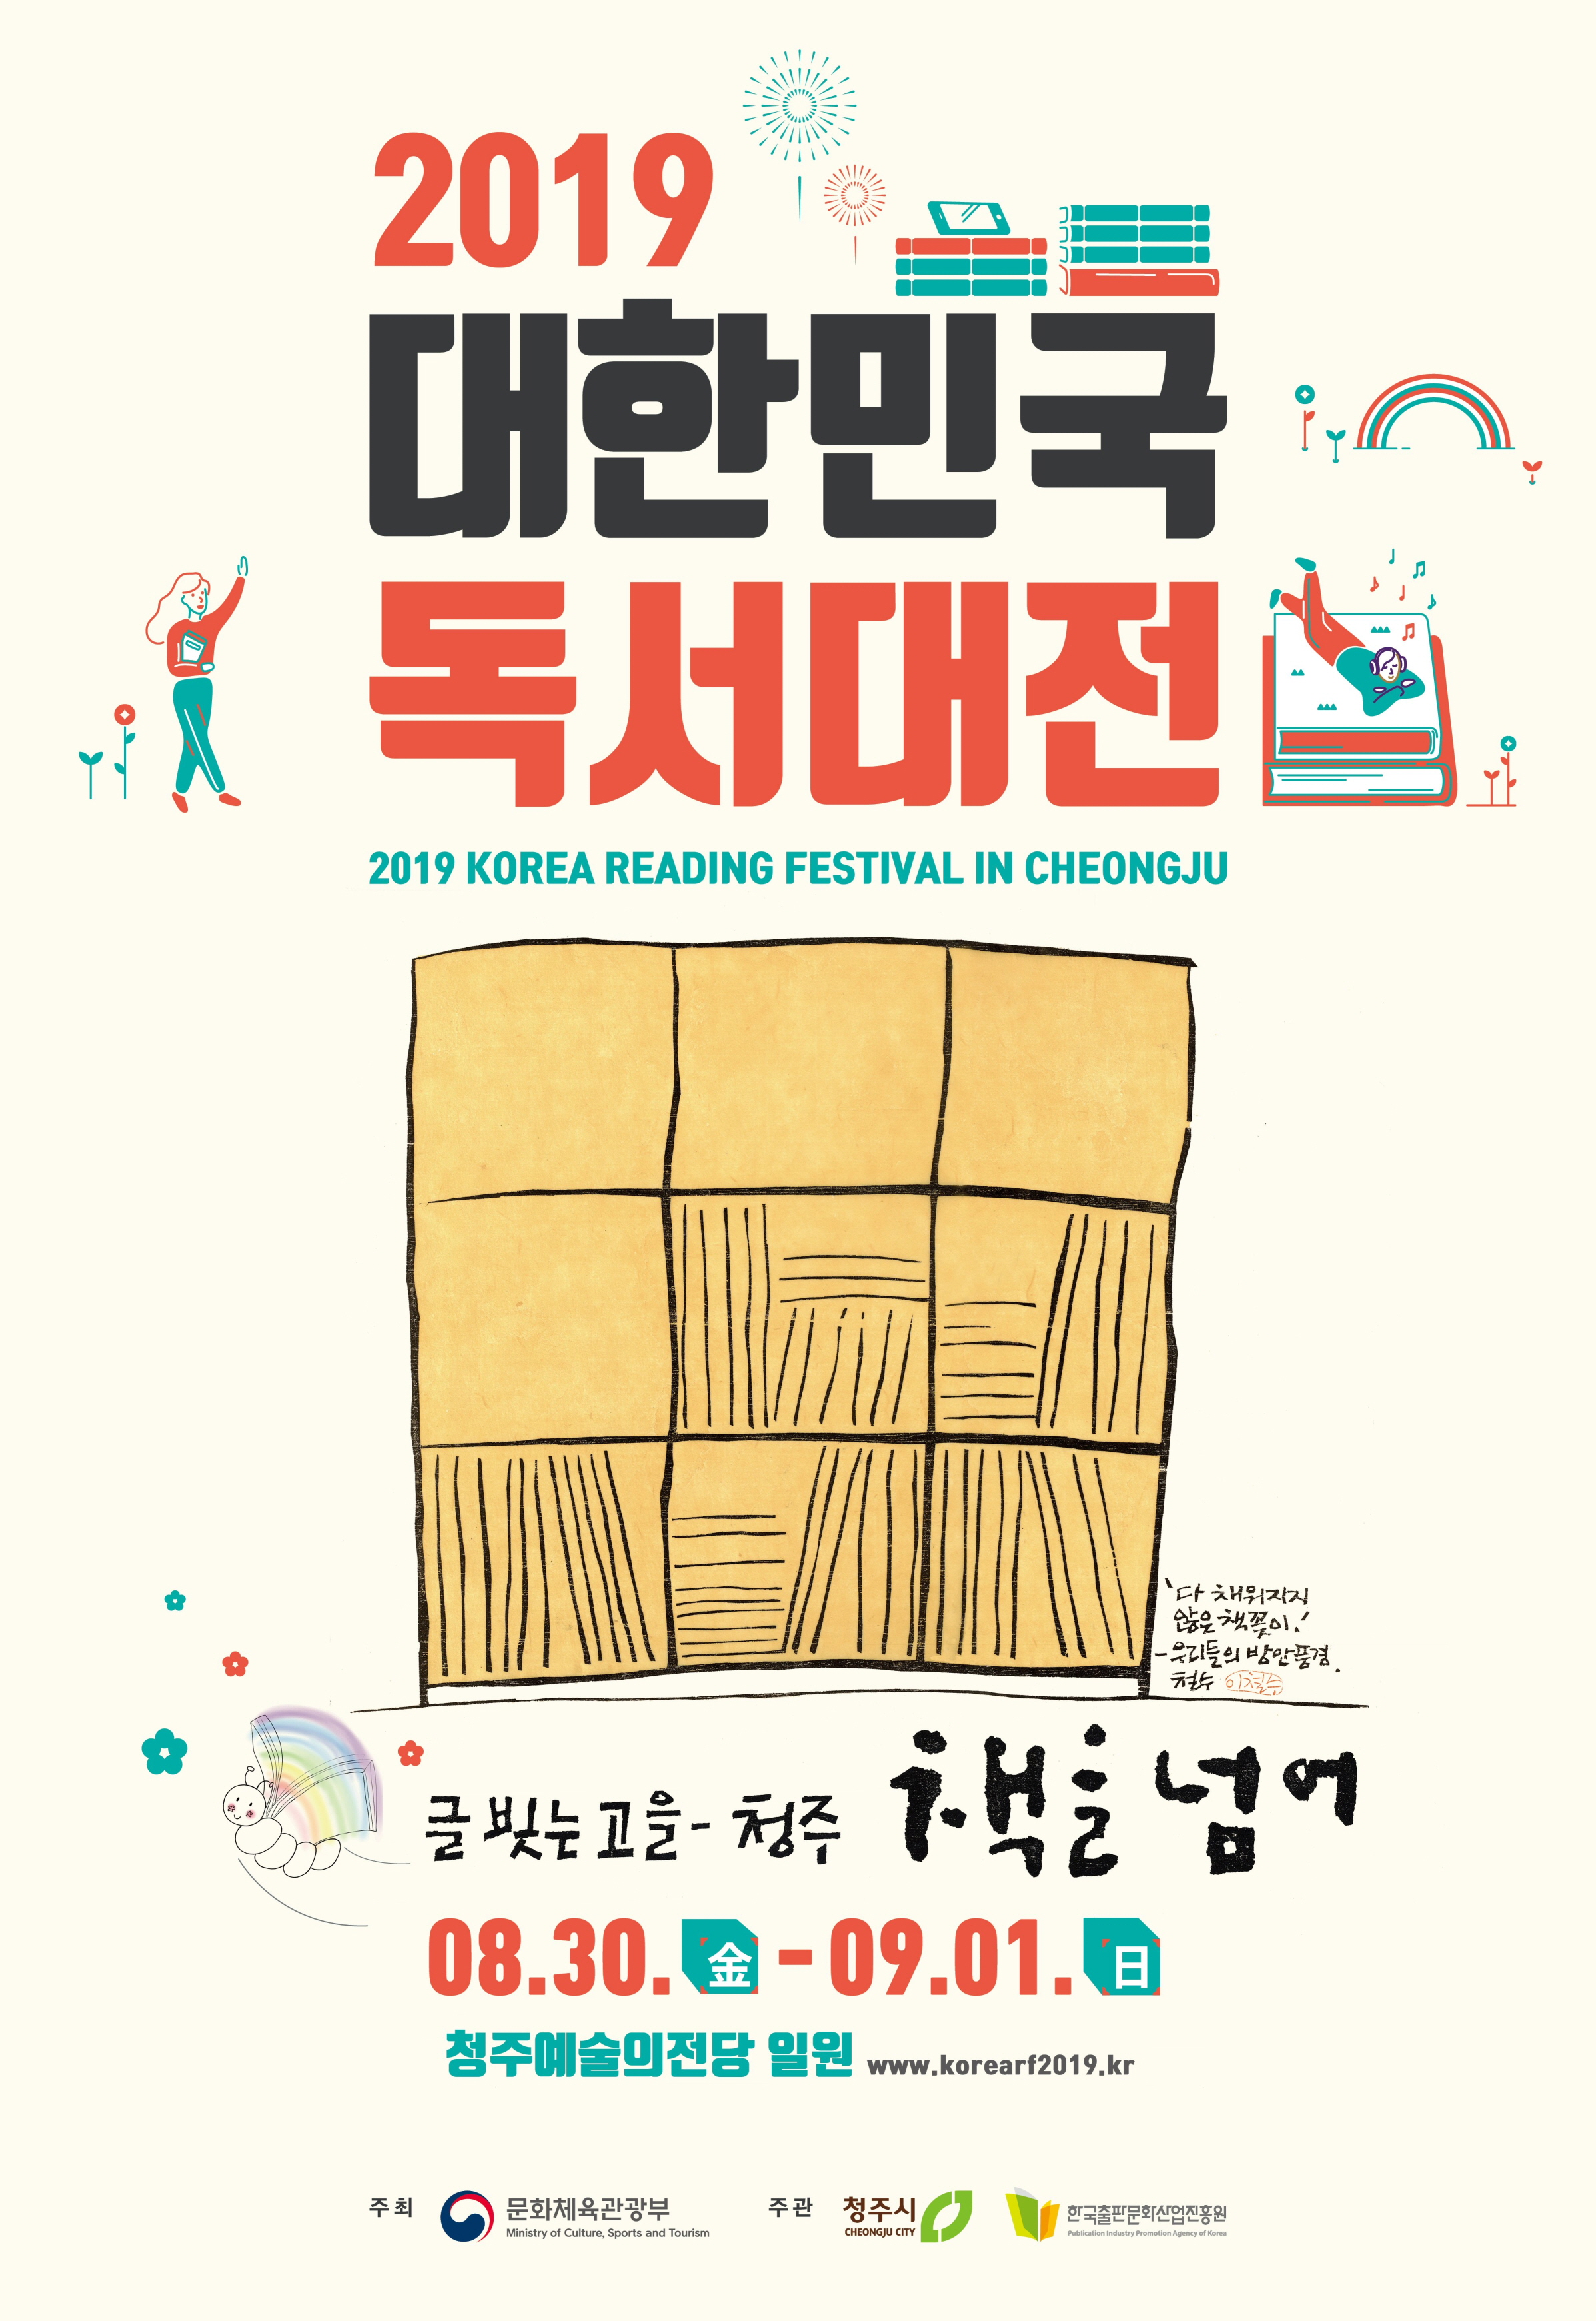 2019
대한민국
독서대전
2019 KOREA READING FESTIVAL IN CHEONGJU
'다 채워지지
않은 책꽂이!'
-우리들의 방안풍경.
철수 이철수
글 빚는 고을- 청주 책을 넘어
08.30.金-09.01.日
청주예술의전당 일원 www.korearf2019.kr
주최 문화체육관광부 주관 청주시 한국출판문화산업진흥원
Ministry of Culture, Sports and Tourism CHEONGJU CITY Publication Industry Promotion Agency of Korea